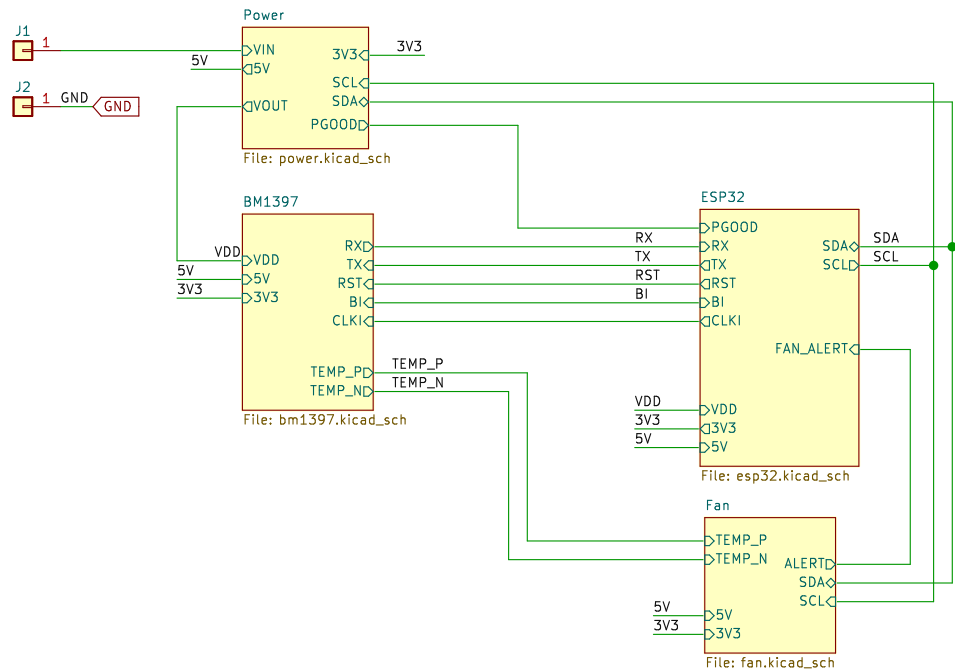 Power
J1
1
VIN
5V
5V
3V3
3V3
SCL
J2
1
GND
GND
VOUT
SDA
PGOOD
File: power.kicad_sch
BM1397
VDD
VDD
5V
5V
3V3
3V3
RX
TX
RST
BI
CLKI
TEMP_P
TEMP_P
TEMP_N
TEMP_N
File: bm1397.kicad_sch
ESP32
PGOOD
RX
RX
TX
TX
RST
RST
BI
BI
CLKI
SDA
SDA
SCL
SCL
FAN_ALERT
VDD
VDD
3V3
3V3
5V
5V
File: esp32.kicad_sch
Fan
TEMP_P
TEMP_N
ALERT
SDA
SCL
5V
5V
3V3
3V3
File: fan.kicad_sch